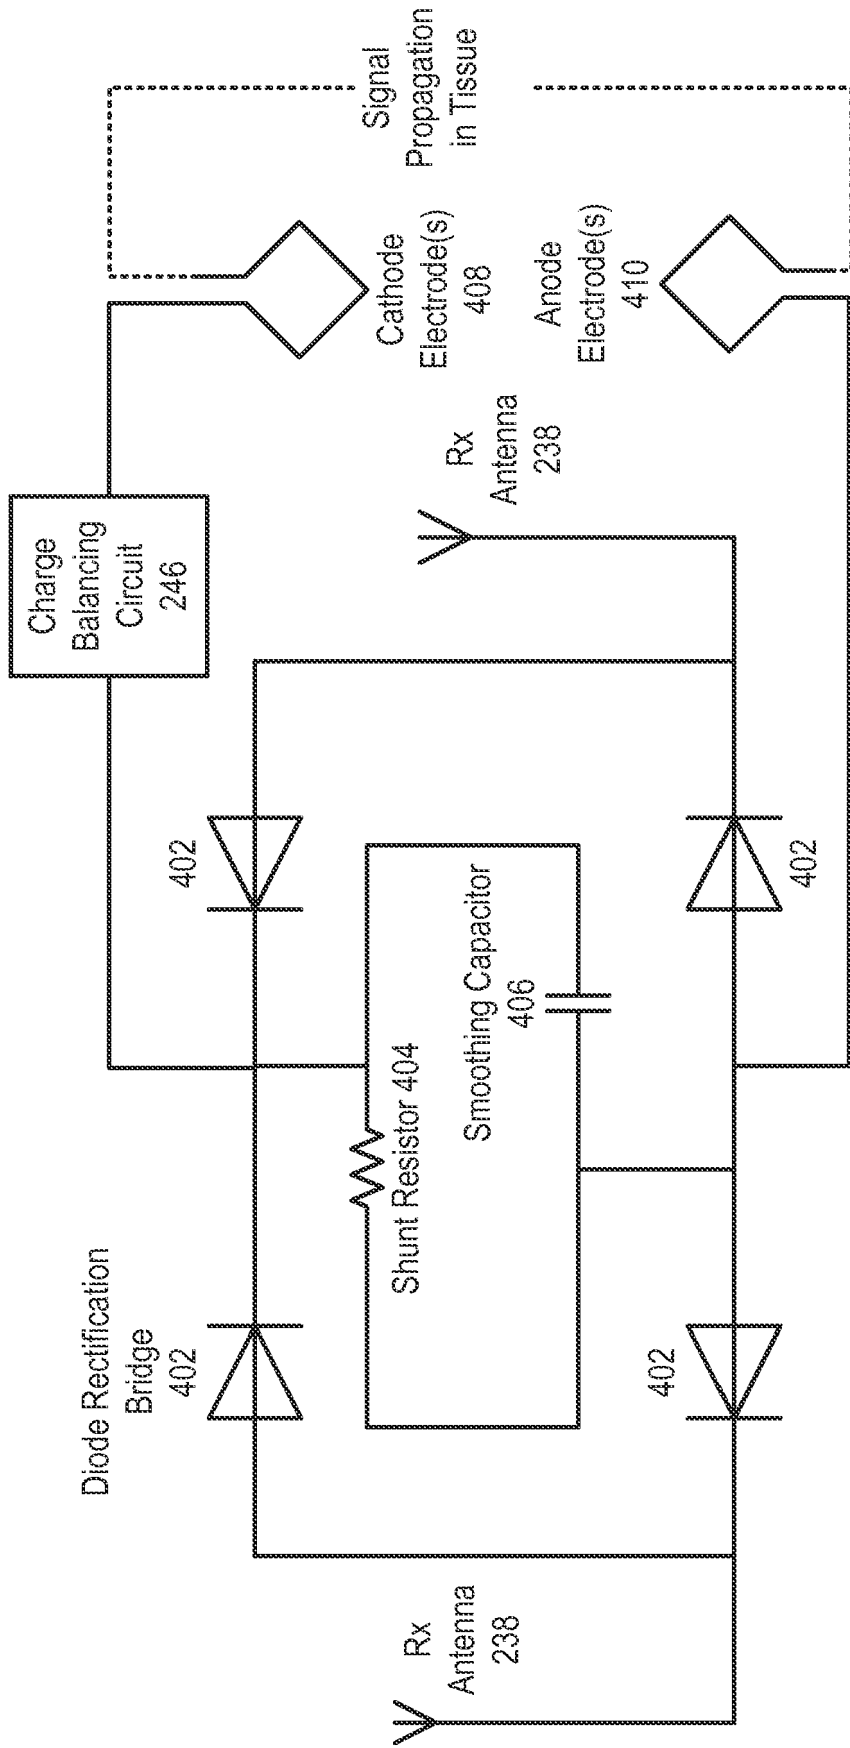 Diode Rectification
Bridge
402
402
Charge
Balancing
Circuit
246
Signal
Propagation
in Tissue
Shunt Resistor 404
Smoothing Capacitor
406
Cathode
Electrode(s)
408
Rx
Antenna
238
Rx
Antenna
238
Anode
Electrode(s)
410
402
402